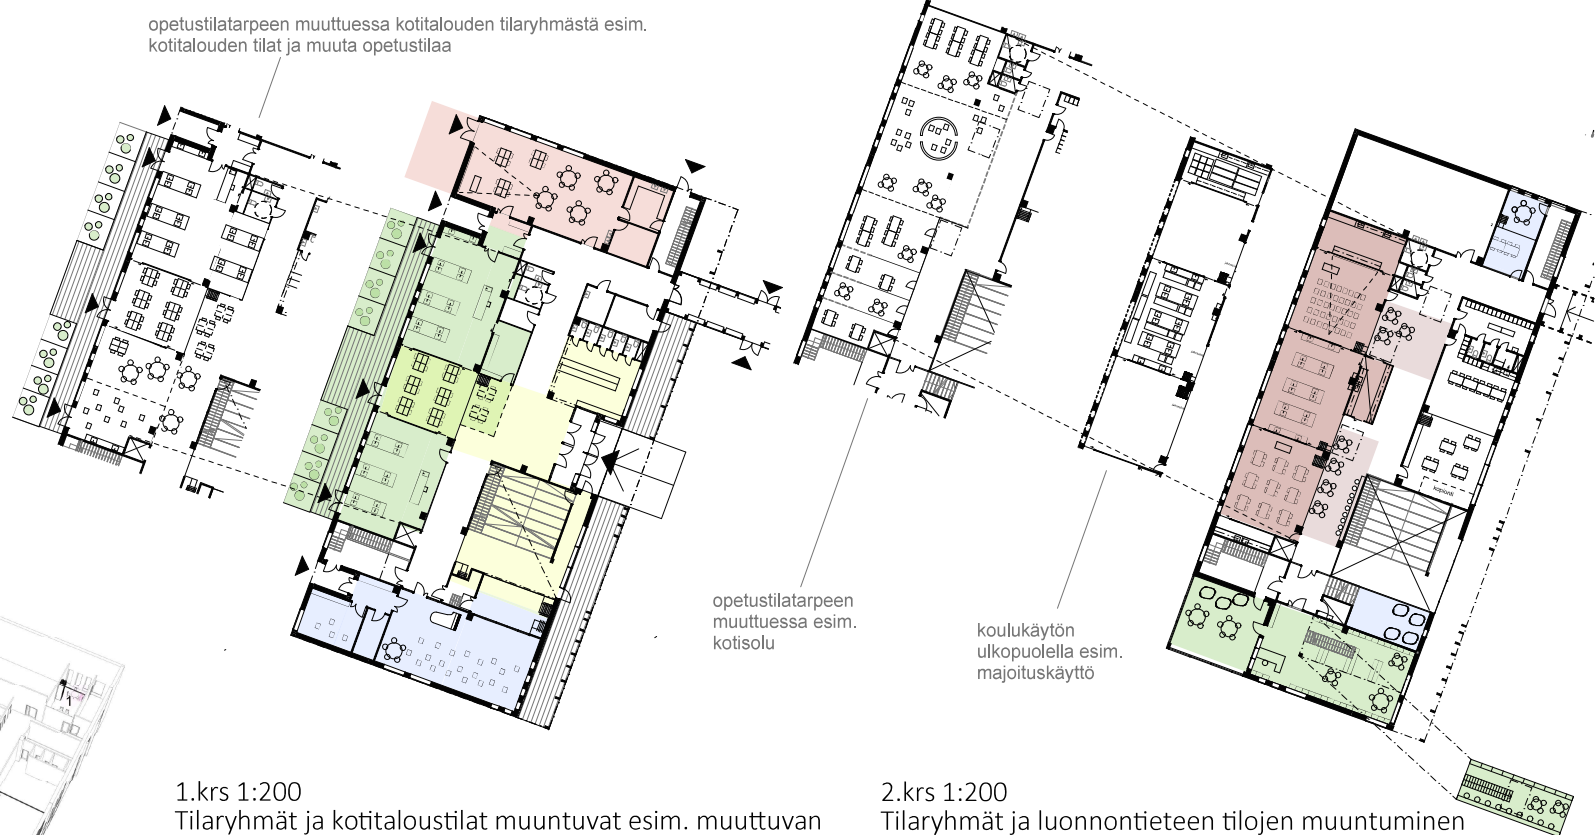 opetustilatarpeen muuttuessa kotitalouden tilaryhmästä esim.
kotitalouden tilat ja muuta opetustilaa
opetustilatarpeen
muuttuessa esim.
kotisolu
koulukäytön
ulkopuolella esim.
majoituskäyttö
kopiointi
1.krs 1:200
Tilaryhmät ja kotitaloustilat muuntuvat esim. muuttuvan
2.krs 1:200
Tilaryhmät ja luonnontieteen tilojen muuntuminen